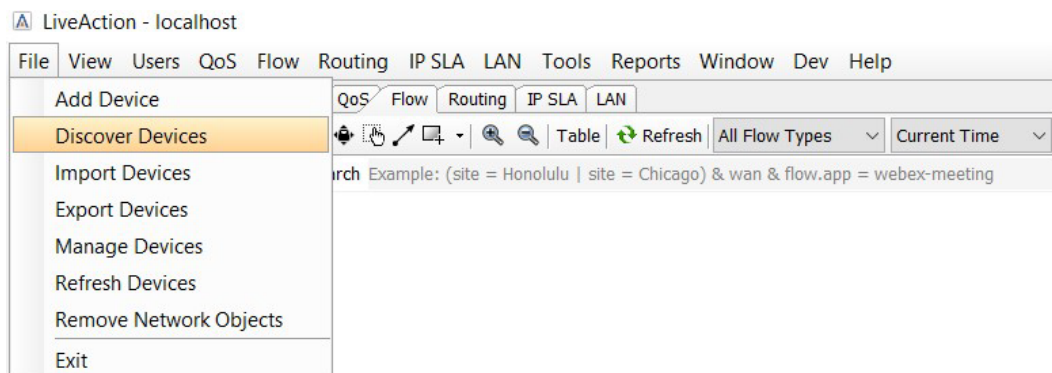 LiveAction - localhost
File View Users QoS Flow Routing IP SLA LAN Tools Reports Window Dev Help
Add Device
QoS Flow Routing IP SLA LAN
Discover Devices
Table Refresh All Flow Types Current Time
Import Devices
Example: (site = Honolulu | site = Chicago) & wan & flow.app = webex-meeting
Export Devices
Manage Devices
Refresh Devices
Remove Network Objects
Exit